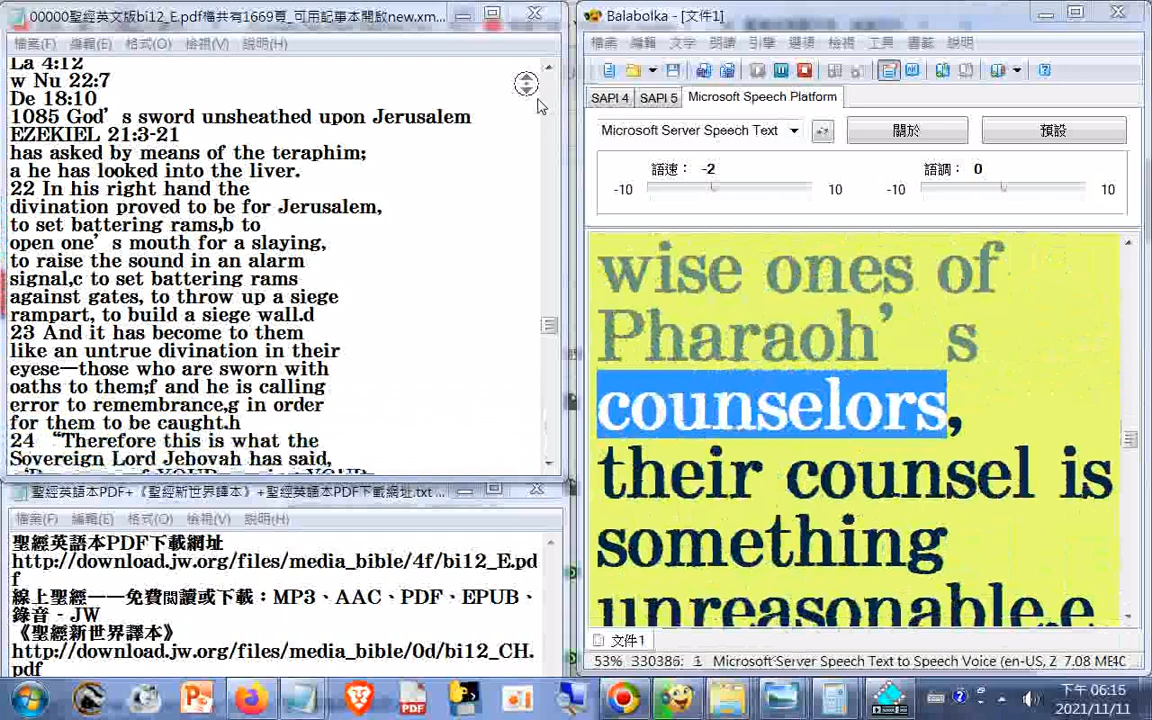 00000聖經英文版bi12_E.pdf檔共有1669頁_可用記事本開啟new.xm...
檔案(F) 編輯(E) 格式(O) 檢視(V) 說明(H)
La 4:12
w Nu 22:7
De 18:10
1085 God’s sword unsheathed upon Jerusalem
EZEKIEL 21:3-21
has asked by means of the teraphim;
a he has looked into the liver.
22 In his right hand the
divination proved to be for Jerusalem,
to set battering rams,b to
open one’s mouth for a slaying,
to raise the sound in an alarm
signal,c to set battering rams
against gates, to throw up a siege
rampart, to build a siege wall.d
23 And it has become to them
like an untrue divination in their
eyese—those who are sworn with
oaths to them;f and he is calling
error to remembrance,g in order
for them to be caught.h
24 “Therefore this is what the
Sovereign Lord Jehovah has said,
聖經英語本PDF+《聖經新世界譯本》+聖經英語本PDF下載網址.txt ...
檔案(F) 編輯(E) 格式(O) 檢視(V) 說明(H)
聖經英語本PDF下載網址
http://download.jw.org/files/media_bible/4f/bi12_E.pd
f
線上聖經——免費閱讀或下載：MP3、AAC、PDF、EPUB、
錄音 - JW
《聖經新世界譯本》
http://download.jw.org/files/media_bible/0d/bi12_CH.
pdf
Balabolka - [文件1]
檔案 編輯 文字 朗讀 引擎 選項 檢視 工具 書籤 說明
SAPI 4 SAPI 5 Microsoft Speech Platform
Microsoft Server Speech Text 關於 預設
語速： -2 語調： 0
-10 10 -10 10
wise ones of
Pharaoh’s
counselors,
their counsel is
something
unreasonable.e
文件1
53% 330386: 1 Microsoft Server Speech Text to Speech Voice (en-US, Z 7.08 ME
下午 06:15
2021/11/11